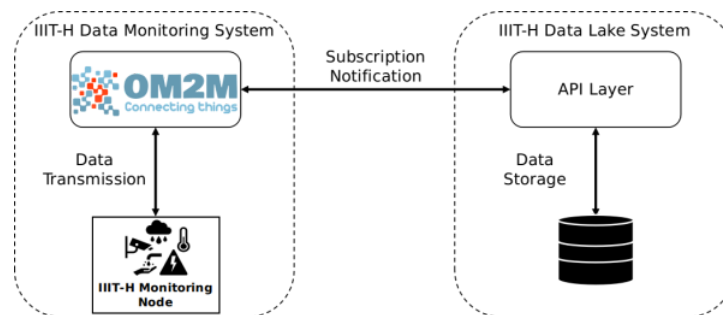 IIIT-H Data Monitoring System
OM2M
Connecting things
Data
Transmission
IIIT-H Monitoring
Node
Subscription
Notification
IIIT-H Data Lake System
API Layer
Data
Storage